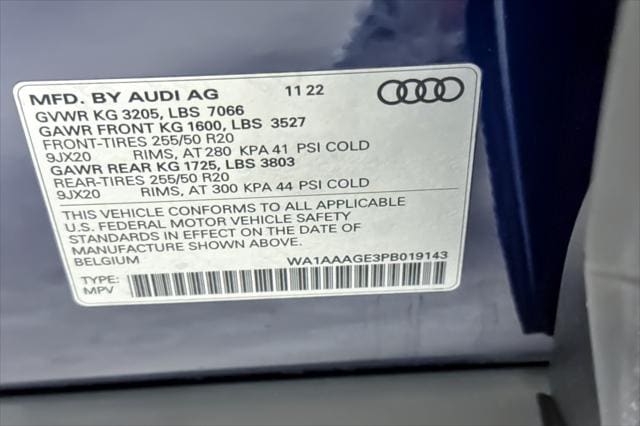 MFD. BY AUDI AG 11 22
GVWR KG 3205, LBS 7066
GAWR FRONT KG 1600, LBS 3527
FRONT-TIRES 255/50 R20
9JX20 RIMS, AT 280 KPA 41 PSI COLD
GAWR REAR KG 1725, LBS 3803
REAR-TIRES 255/50 R20
9JX20 RIMS, AT 300 KPA 44 PSI COLD
THIS VEHICLE CONFORMS TO ALL APPLICABLE
U.S. FEDERAL MOTOR VEHICLE SAFETY
STANDARDS IN EFFECT ON THE DATE OF
MANUFACTURE SHOWN ABOVE.
BELGIUM WA1AAAGE3PB019143
TYPE:
MPV